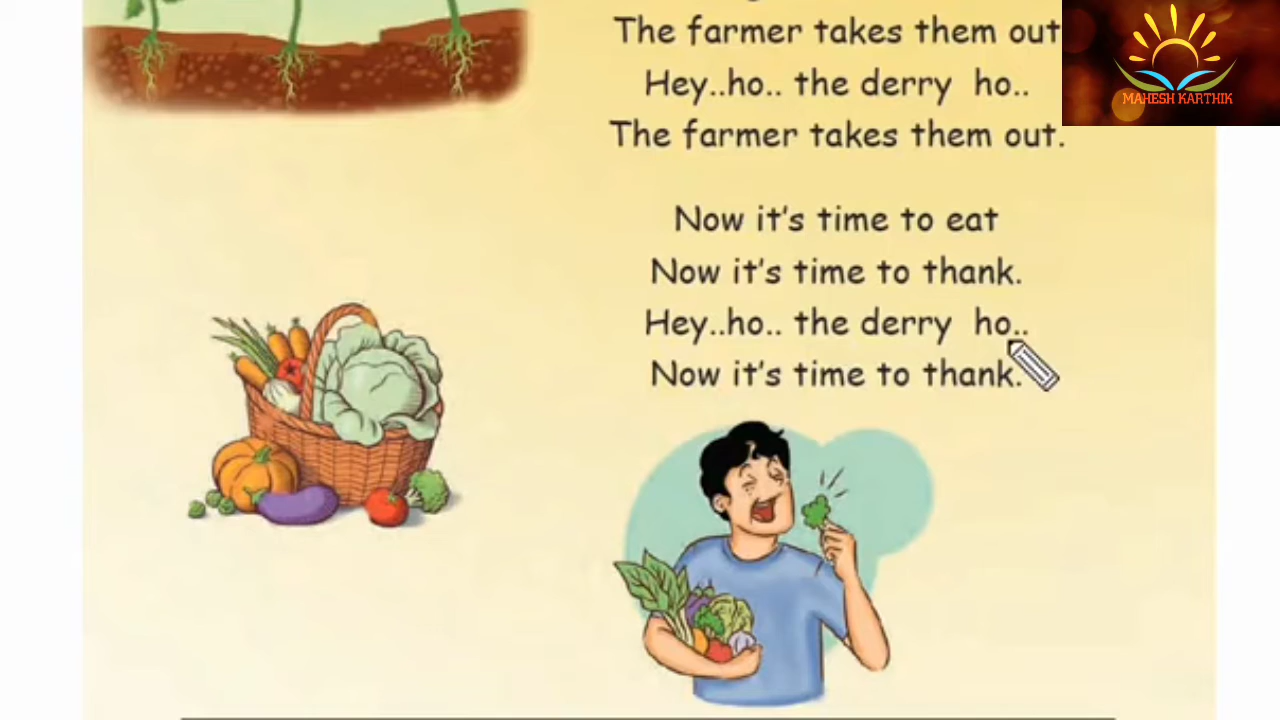 The farmer takes them out
Hey..ho.. the derry ho..
The farmer takes them out.
Now it's time to eat
Now it's time to thank.
Hey..ho.. the derry ho..
Now it's time to thank.
MAHESH KARTHIK